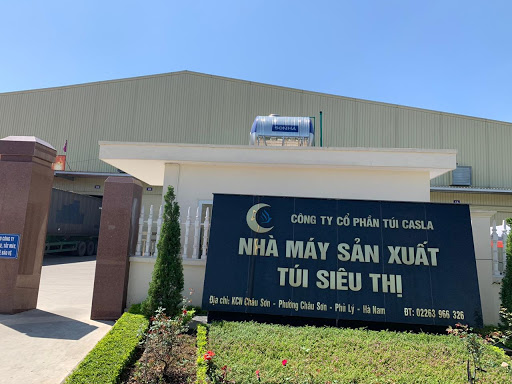 SONHA
CÔNG TY CỔ PHẦN TÚI CASLA
NHÀ MÁY SẢN XUẤT
TÚI SIÊU THỊ
Địa chỉ: KCN Châu Sơn - Phường Châu Sơn - Phủ Lý - Hà Nam
ĐT: 02263 966 326